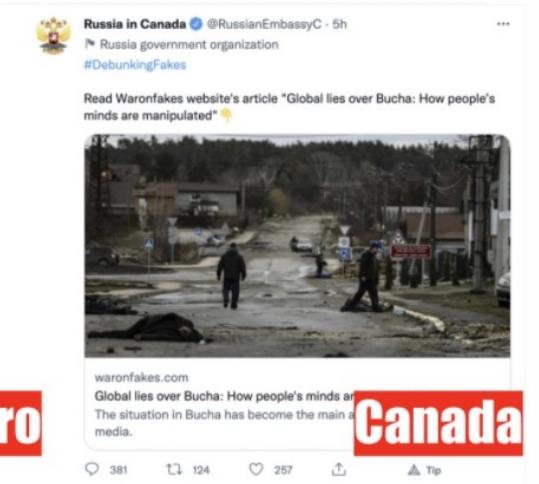 Russia in Canada @RussianEmbassyC · 5h
Russia government organization
#DebunkingFakes
Read Waronfakes website's article "Global lies over Bucha: How people's
minds are manipulated"👇
waronfakes.com
Global lies over Bucha: How people's minds ar
The situation in Bucha has become the main a
media.
ro
Canada
381 124 257 Tip